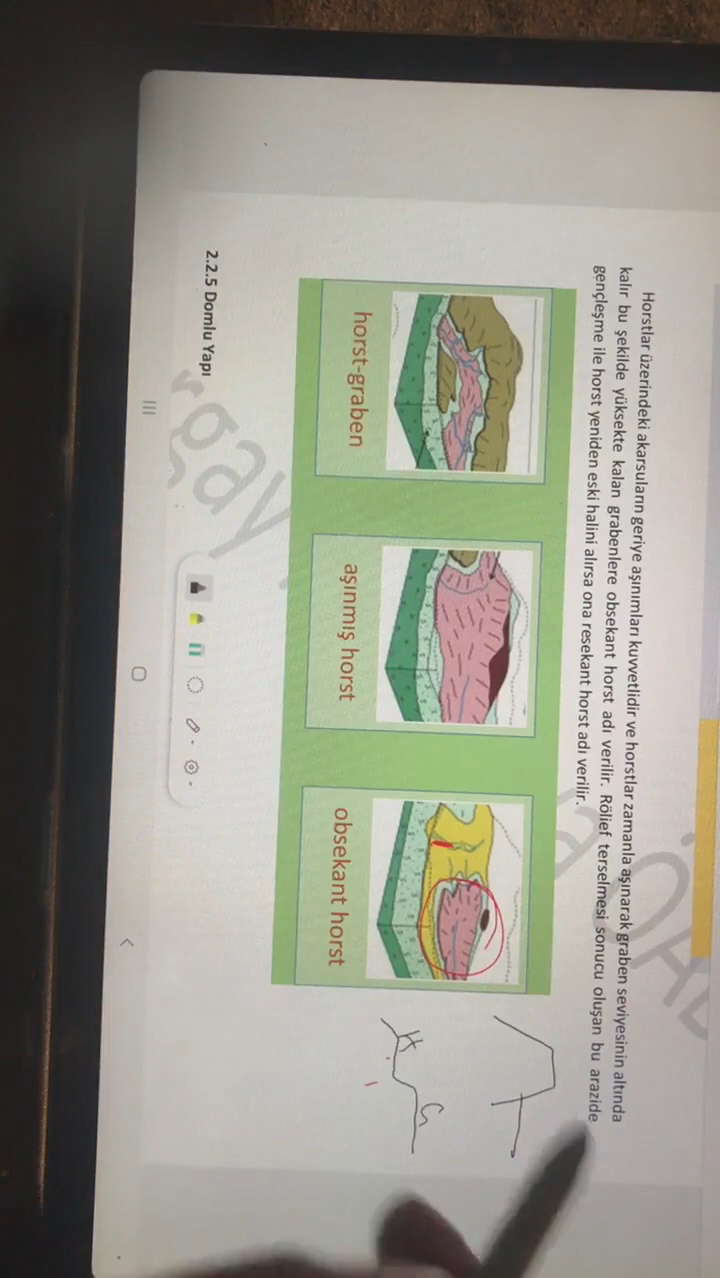 Horstlar üzerindeki akarsuların geriye aşınımları kuvvetlidir ve horstlar zamanla aşınarak graben seviyesinin altında
kalır bu şekilde yüksekte kalan grabenlere obsekant horst adı verilir. Rölief terselmesi sonucu oluşan bu arazide
gençleşme ile horst yeniden eski halini alırsa ona resekant horst adı verilir.
horst-graben
aşınmış horst
obsekant horst
H
G
2.2.5 Domlu Yapı